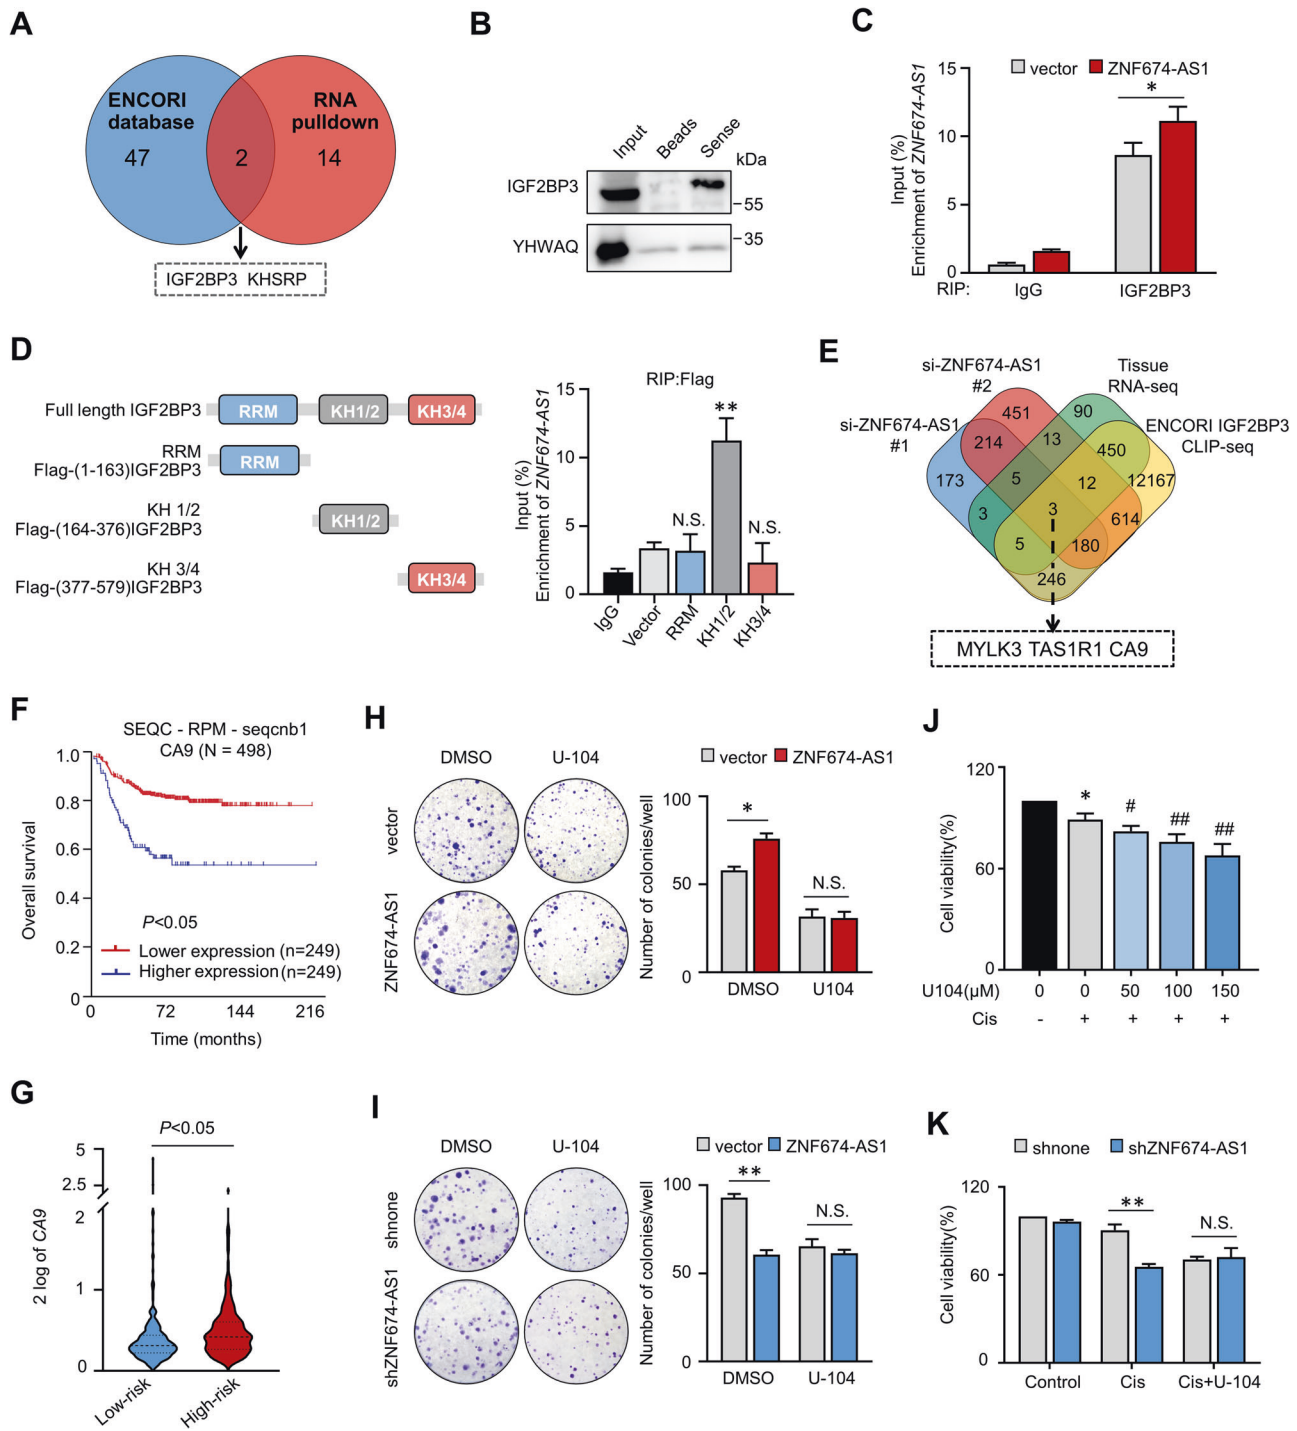 A
ENCORI
database
RNA
pulldown
47
2
14
IGF2BP3 KHSRP
B
Input
Beads
Sense
kDa
IGF2BP3
55
YHWAQ
35
C
vector
ZNF674-AS1
Input (%)
Enrichment of ZNF674-AS1
15
10
5
0
*
RIP:
IgG
IGF2BP3
D
Full length IGF2BP3
RRM
KH1/2
KH3/4
RRM
Flag-(1-163)IGF2BP3
RRM
KH 1/2
Flag-(164-376)IGF2BP3
KH1/2
KH 3/4
Flag-(377-579)IGF2BP3
KH3/4
RIP:Flag
Input (%)
Enrichment of ZNF674-AS1
15
10
5
0
N.S.
**
N.S.
IgG
Vector
RRM
KH1/2
KH3/4
E
si-ZNF674-AS1
#2
Tissue
RNA-seq
si-ZNF674-AS1
#1
ENCORI IGF2BP3
CLIP-seq
451
90
214
13
450
173
5
12
12167
3
3
614
5
180
246
MYLK3 TAS1R1 CA9
F
SEQC - RPM - seqcnb1
CA9 (N = 498)
Overall survival
1.0
0.8
0.6
0.4
0.2
0
P<0.05
Lower expression (n=249)
Higher expression (n=249)
0
72
144
216
Time (months)
G
P<0.05
2 log of CA9
5
2.5
2
1
0
Low-risk
High-risk
H
DMSO
U-104
vector
ZNF674-AS1
vector
ZNF674-AS1
Number of colonies/well
100
50
0
*
N.S.
DMSO
U104
I
DMSO
U-104
shnone
shZNF674-AS1
vector
ZNF674-AS1
Number of colonies/well
100
50
0
**
N.S.
DMSO
U-104
J
Cell viability(%)
120
60
0
*
#
##
##
U104(μM)
0
0
50
100
150
Cis
-
+
+
+
+
K
shnone
shZNF674-AS1
Cell viability(%)
120
60
0
**
N.S.
Control
Cis
Cis+U-104